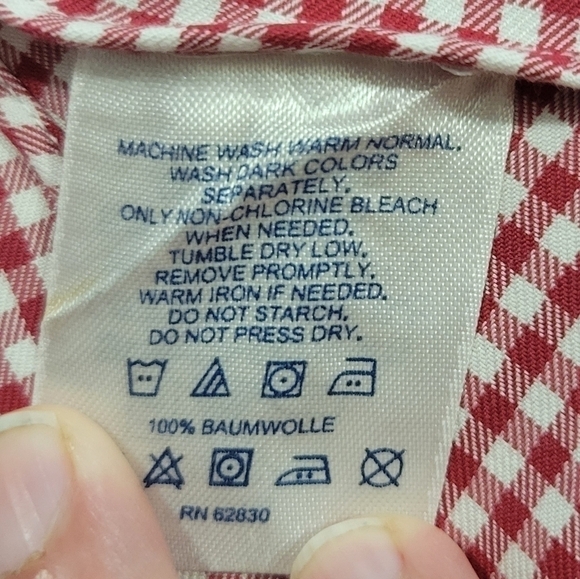 MACHINE WASH WARM NORMAL.
WASH DARK COLORS
SEPARATELY.
ONLY NON-CHLORINE BLEACH
WHEN NEEDED.
TUMBLE DRY LOW.
REMOVE PROMPTLY.
WARM IRON IF NEEDED.
DO NOT STARCH.
DO NOT PRESS DRY.
100% BAUMWOLLE
RN 62830